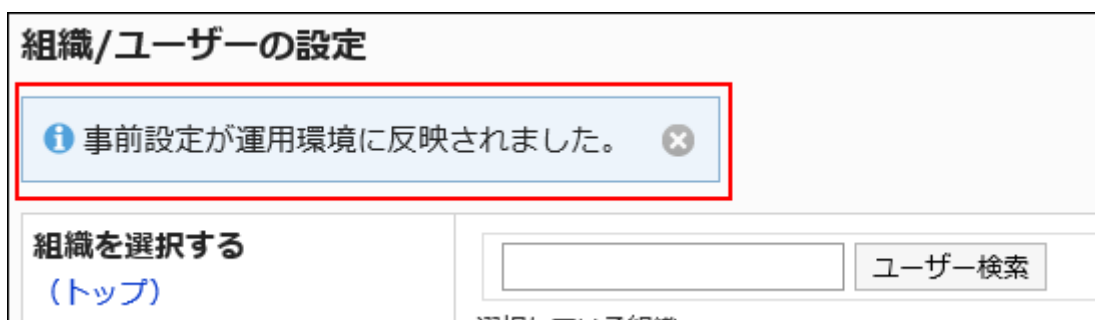 組織/ユーザーの設定
事前設定が運用環境に反映されました。
組織を選択する
（トップ）
ユーザー検索